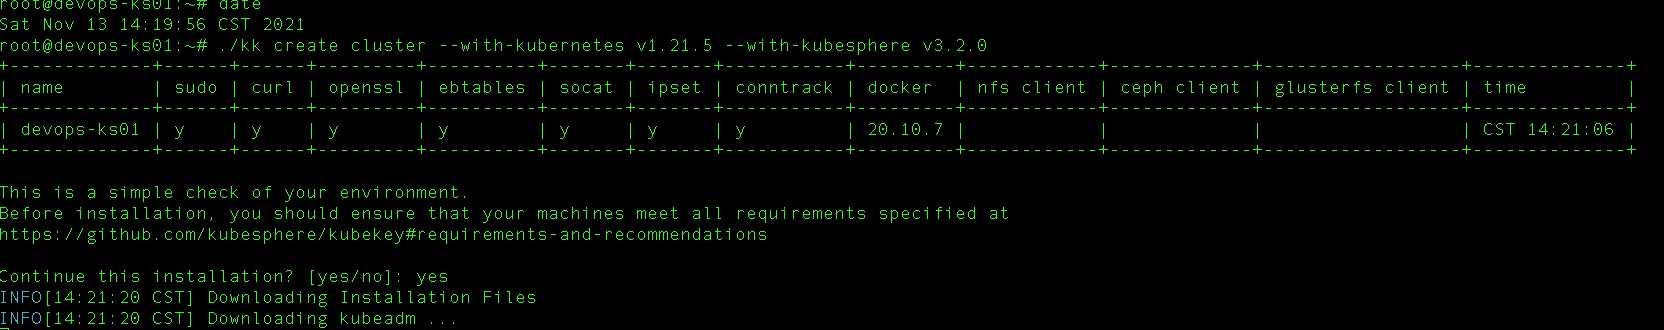 root@devops-ks01:~# date
Sat Nov 13 14:19:56 CST 2021
root@devops-ks01:~# ./kk create cluster --with-kubernetes v1.21.5 --with-kubesphere v3.2.0
+-------------+------+------+---------+----------+-------+-------+-----------+---------+------------+-------------+------------------+--------------+
| name        | sudo | curl | openssl | ebtables | socat | ipset | conntrack | docker  | nfs client | ceph client | glusterfs client | time         |
+-------------+------+------+---------+----------+-------+-------+-----------+---------+------------+-------------+------------------+--------------+
| devops-ks01 | y    | y    | y       | y        | y     | y     | y         | 20.10.7 |            |             |                  | CST 14:21:06 |
+-------------+------+------+---------+----------+-------+-------+-----------+---------+------------+-------------+------------------+--------------+
This is a simple check of your environment.
Before installation, you should ensure that your machines meet all requirements specified at
https://github.com/kubesphere/kubekey#requirements-and-recommendations
Continue this installation? [yes/no]: yes
INFO[14:21:20 CST] Downloading Installation Files
INFO[14:21:20 CST] Downloading kubeadm ...